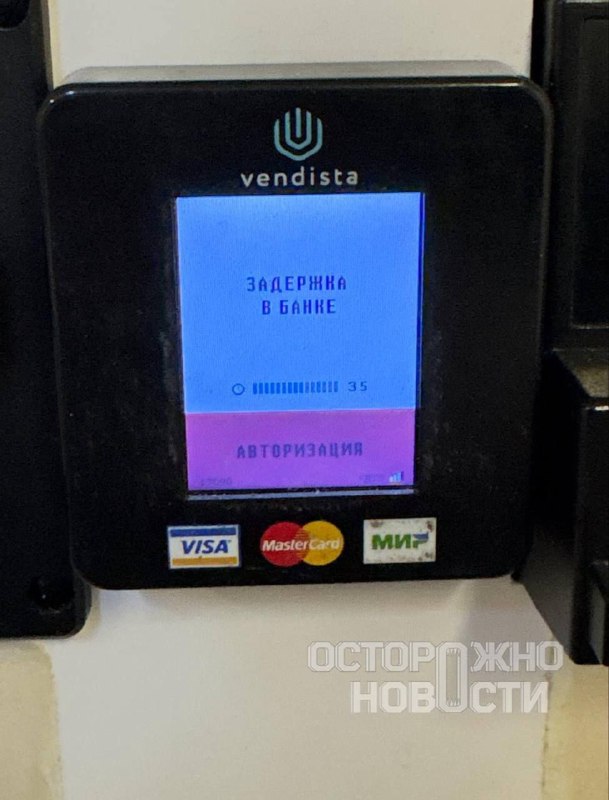 vendista
ЗАДЕРЖКА
В БАНКЕ
35
АВТОРИЗАЦИЯ
VISA
MasterCard
МИР
ОСТОРОЖНО
НОВОСТИ